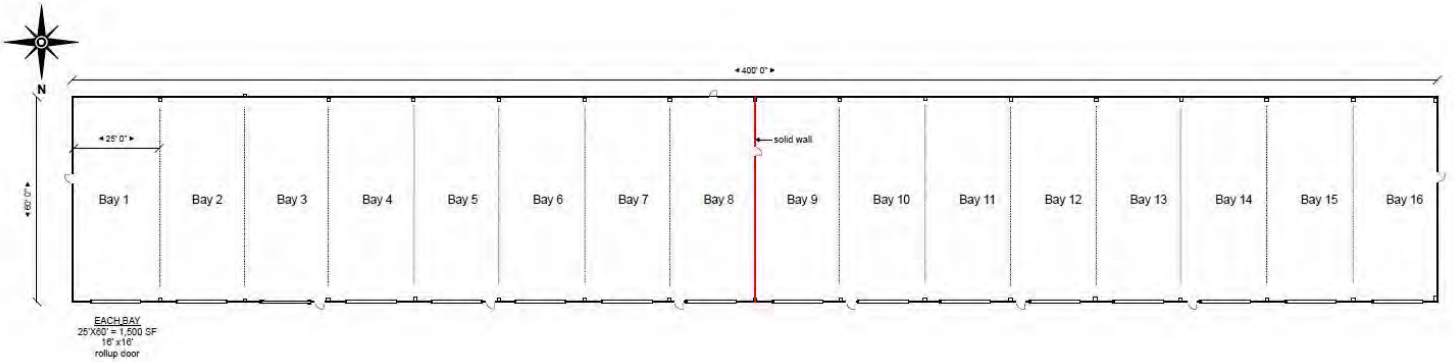 N
◄ 400' 0" ►
◄ 25' 0" ►
solid wall
◄ 60' 0" ►
Bay 1
Bay 2
Bay 3
Bay 4
Bay 5
Bay 6
Bay 7
Bay 8
Bay 9
Bay 10
Bay 11
Bay 12
Bay 13
Bay 14
Bay 15
Bay 16
EACH BAY
25'X60' = 1,500 SF
16' x16'
rollup door